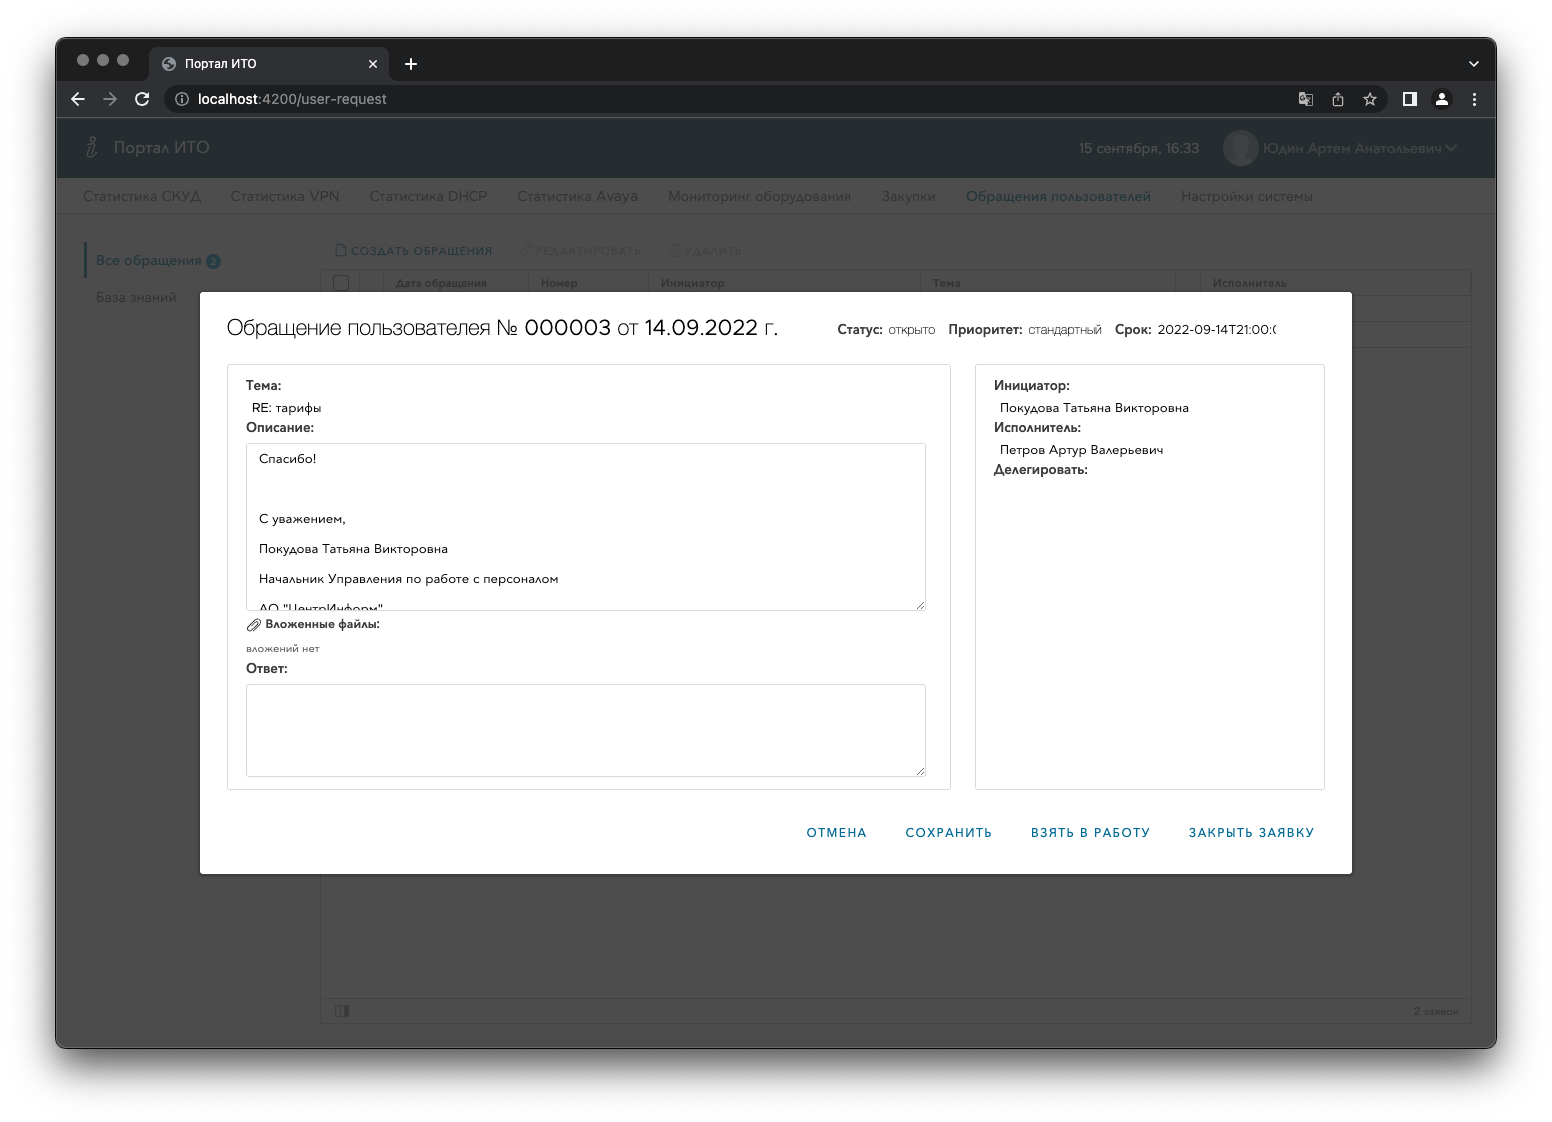 Портал ИТО
localhost:4200/user-request
Портал ИТО
15 сентября, 16:33
Юдин Артем Анатольевич
Статистика СКУД Статистика VPN Статистика DHCP Статистика Avaya Мониторинг оборудования Закупки Обращения пользователей Настройки системы
Все обращения 2
База знаний
СОЗДАТЬ ОБРАЩЕНИЯ РЕДАКТИРОВАТЬ УДАЛИТЬ
Дата обращения Номер Инициатор Тема Исполнитель
Обращение пользователея № 000003 от 14.09.2022 г.
Статус: открыто Приоритет: стандартный Срок: 2022-09-14T21:00:0
Тема:
RE: тарифы
Описание:
Спасибо!
С уважением,
Покудова Татьяна Викторовна
Начальник Управления по работе с персоналом
АО "ЦентрИнформ"
Вложенные файлы:
вложений нет
Ответ:
Инициатор:
Покудова Татьяна Викторовна
Исполнитель:
Петров Артур Валерьевич
Делегировать:
ОТМЕНА СОХРАНИТЬ ВЗЯТЬ В РАБОТУ ЗАКРЫТЬ ЗАЯВКУ
2 заявок